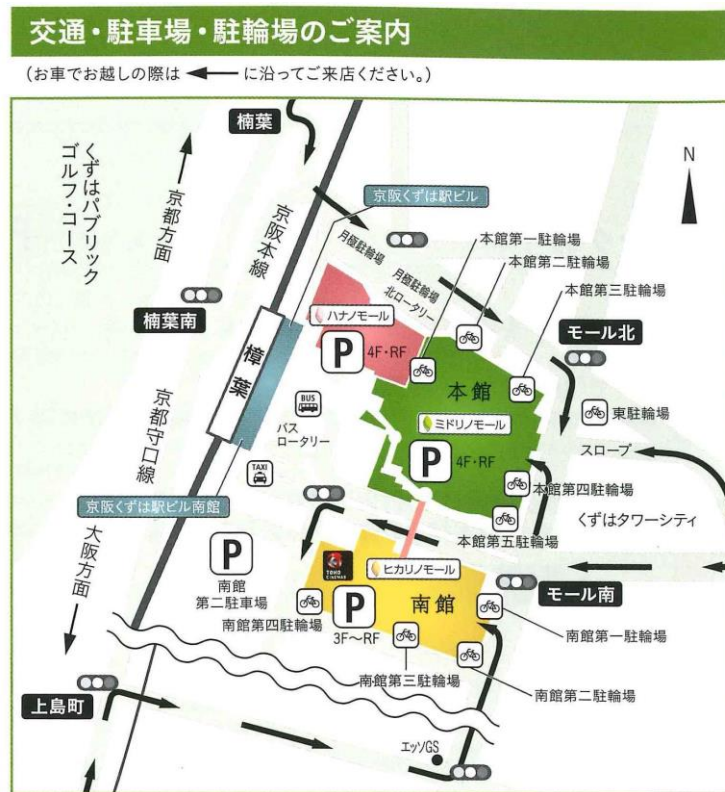 交通・駐車場・駐輪場のご案内
(お車でお越しの際は ← に沿ってご来店ください。)
楠葉
くずはパブリック
ゴルフ・コース
京都方面
京阪本線
京阪くずは駅ビル
N
月極駐輪場
月極駐輪場
北ロータリー
本館第一駐輪場
本館第二駐輪場
本館第三駐輪場
楠葉南
ハナノモール
P
4F・RF
モール北
樟葉
本館
東駐輪場
BUS
バス
ロータリー
ミドリノモール
P
4F・RF
スロープ
京都守口線
TAXI
本館第四駐輪場
京阪くずは駅ビル南館
くずはタワーシティ
本館第五駐輪場
大阪方面
P
南館
第二駐車場
TOHO
CINEMAS
ヒカリノモール
モール南
P
南館
3F〜RF
南館第四駐輪場
南館第一駐輪場
南館第三駐輪場
南館第二駐輪場
上島町
エッソGS